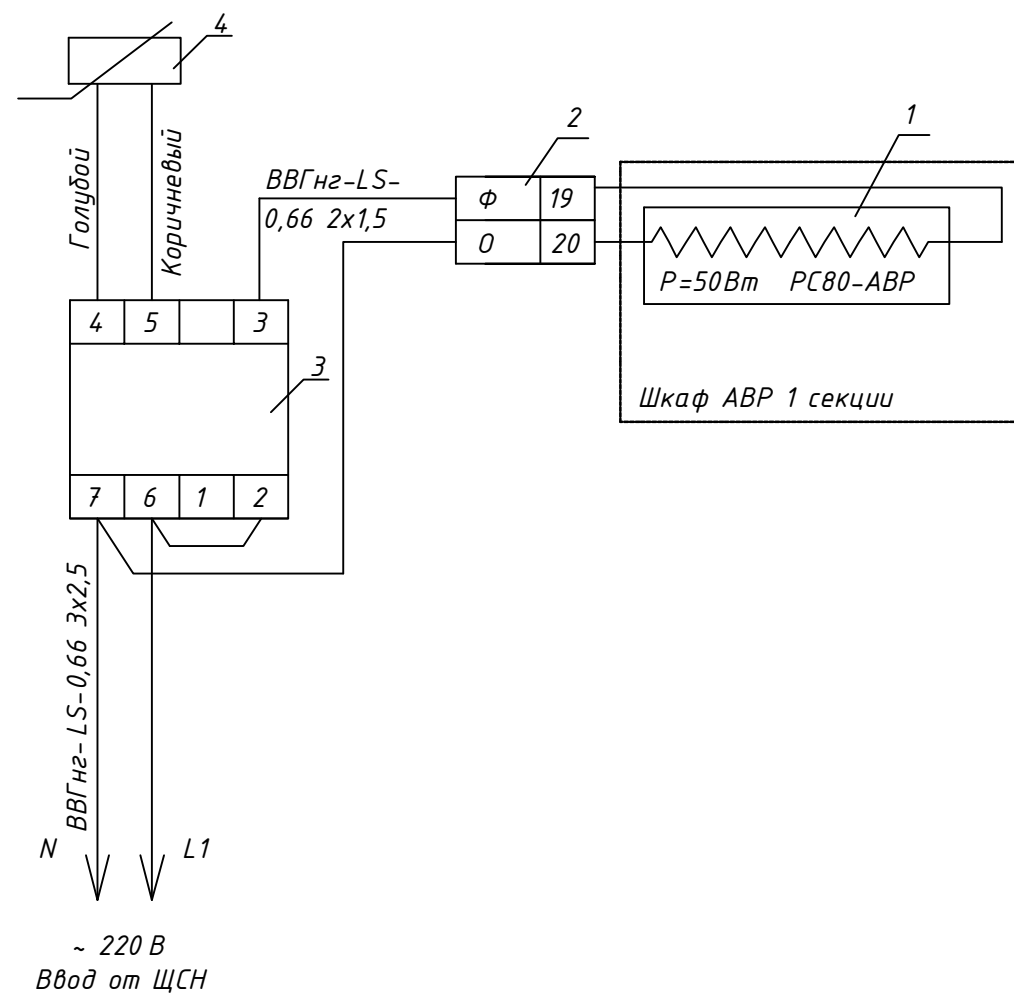 4
Голубой
Коричневый
ВВГнг-LS-
0,66 2х1,5
2
1
Ф 19
О 20
P=50Вт РС80-АВР
Шкаф АВР 1 секции
4 5 3
3
7 6 1 2
ВВГнг-LS-0,66 3х2,5
N L1
~ 220 В
Ввод от ЩСН